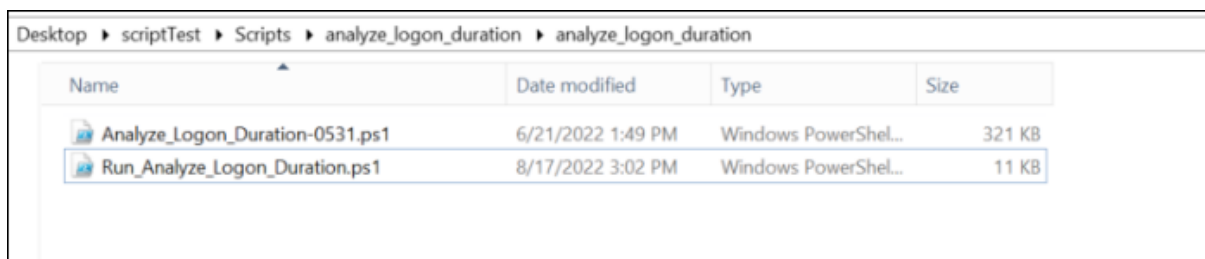 Desktop ▸ scriptTest ▸ Scripts ▸ analyze_logon_duration ▸ analyze_logon_duration
Name Date modified Type Size
Analyze_Logon_Duration-0531.ps1 6/21/2022 1:49 PM Windows PowerShel... 321 KB
Run_Analyze_Logon_Duration.ps1 8/17/2022 3:02 PM Windows PowerShel... 11 KB